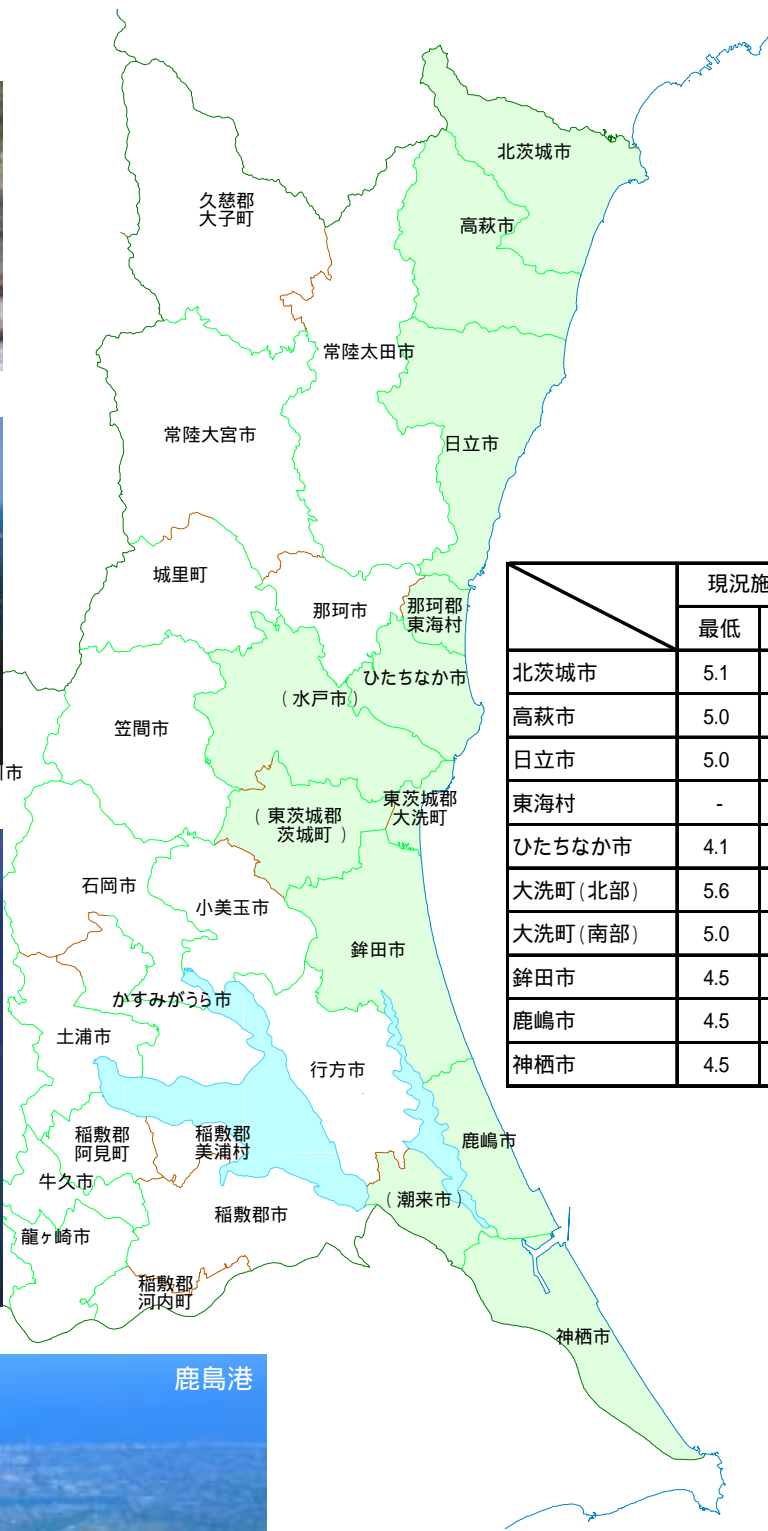 北茨城市
久慈郡
大子町
高萩市
常陸太田市
常陸大宮市
日立市
城里町
那珂市
那珂郡
東海村
ひたちなか市
(水戸市)
笠間市
市
東茨城郡
大洗町
(東茨城郡
茨城町)
石岡市
小美玉市
鉾田市
かすみがうら市
土浦市
行方市
稲敷郡
阿見町
稲敷郡
美浦村
鹿嶋市
牛久市
(潮来市)
稲敷郡市
龍ヶ崎市
稲敷郡
河内町
神栖市
現況施
最低
北茨城市 5.1
高萩市 5.0
日立市 5.0
東海村 -
ひたちなか市 4.1
大洗町(北部) 5.6
大洗町(南部) 5.0
鉾田市 4.5
鹿嶋市 4.5
神栖市 4.5
鹿島港